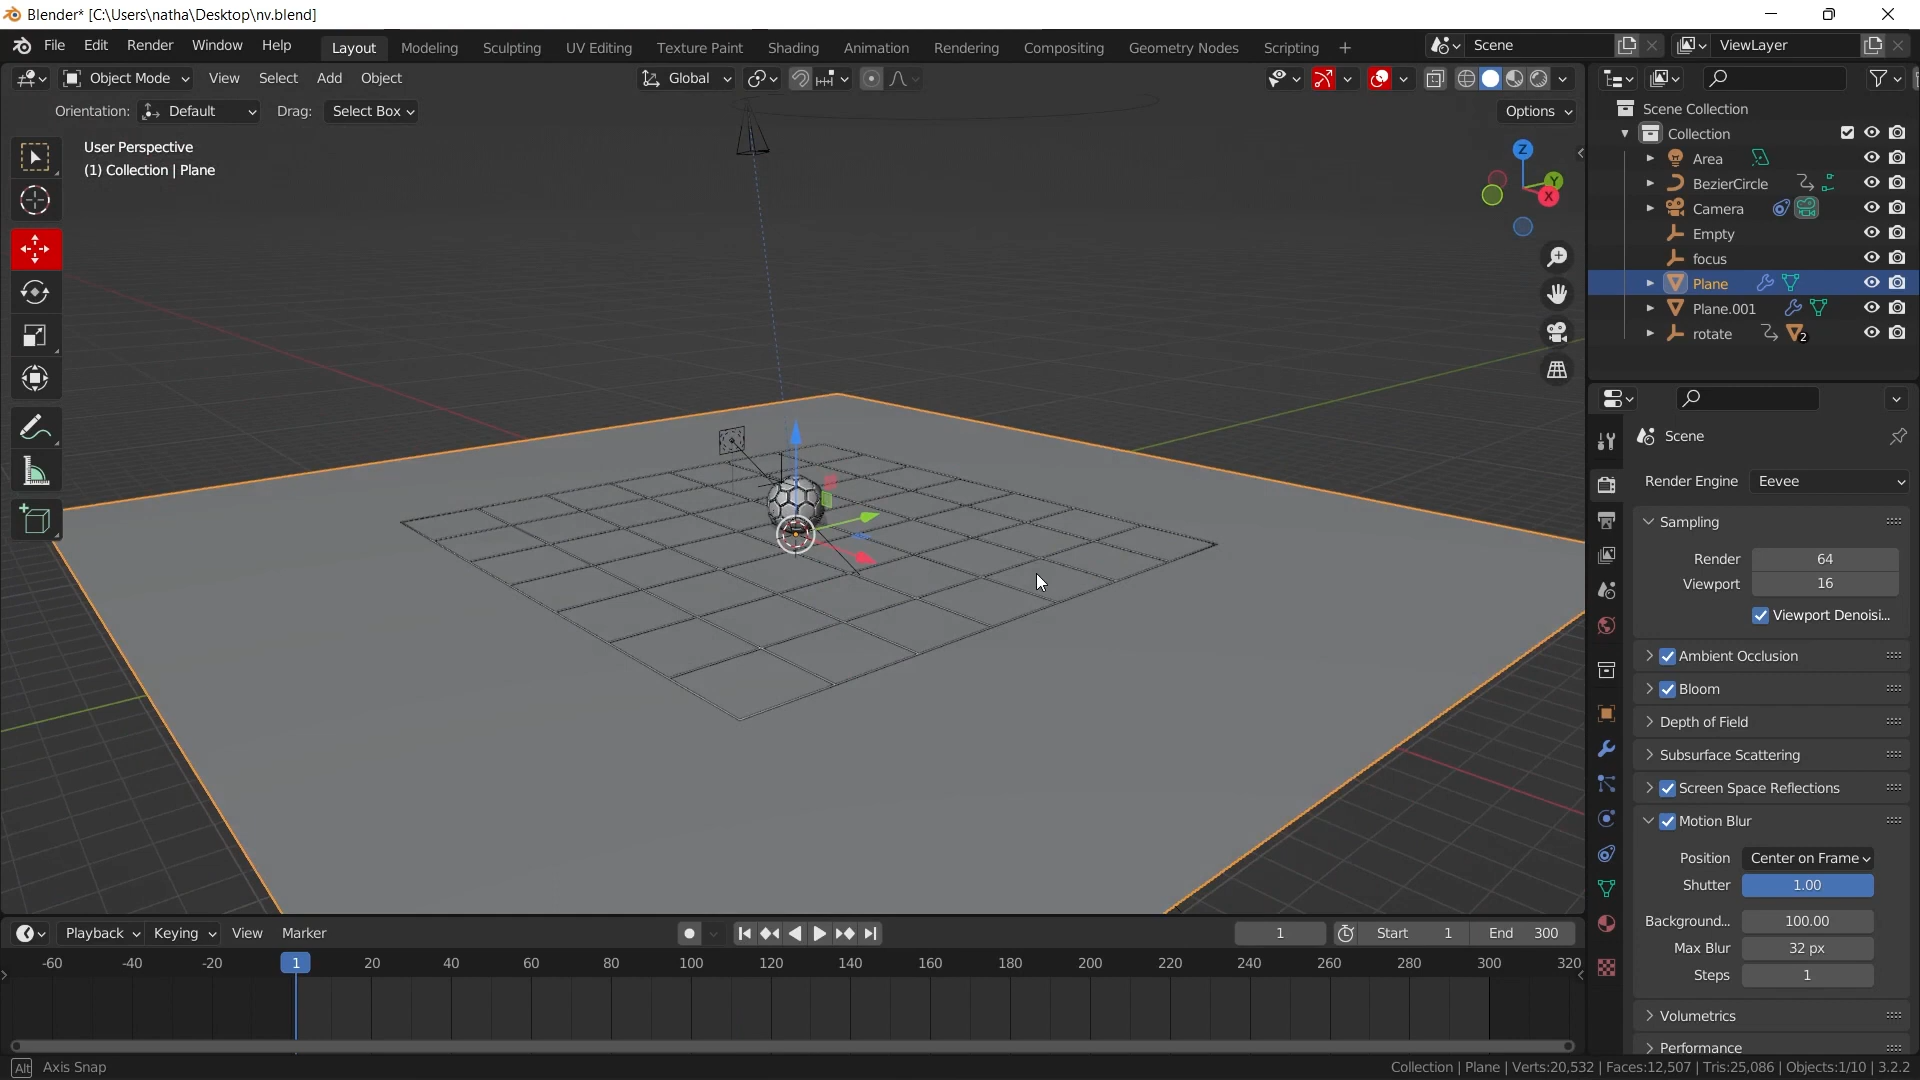 Blender* [C:\Users\natha\Desktop\nv.blend]
File Edit Render Window Help Layout Modeling Sculpting UV Editing Texture Paint Shading Animation Rendering Compositing Geometry Nodes Scripting + Scene ViewLayer
Object Mode View Select Add Object Global
Orientation: Default Drag: Select Box Options
User Perspective
(1) Collection | Plane
Z
Y
X
Scene Collection
Collection
Area
BezierCircle
Camera
Empty
focus
Plane
Plane.001
rotate 2
Scene
Render Engine Eevee
Sampling
Render 64
Viewport 16
Viewport Denoisi...
Ambient Occlusion
Bloom
Depth of Field
Subsurface Scattering
Screen Space Reflections
Motion Blur
Position Center on Frame
Shutter 1.00
Background... 100.00
Max Blur 32 px
Steps 1
Volumetrics
Performance
Playback Keying View Marker 1 Start 1 End 300
-60 -40 -20 1 20 40 60 80 100 120 140 160 180 200 220 240 260 280 300 320
Alt Axis Snap
Collection | Plane | Verts:20,532 | Faces:12,507 | Tris:25,086 | Objects:1/10 | 3.2.2